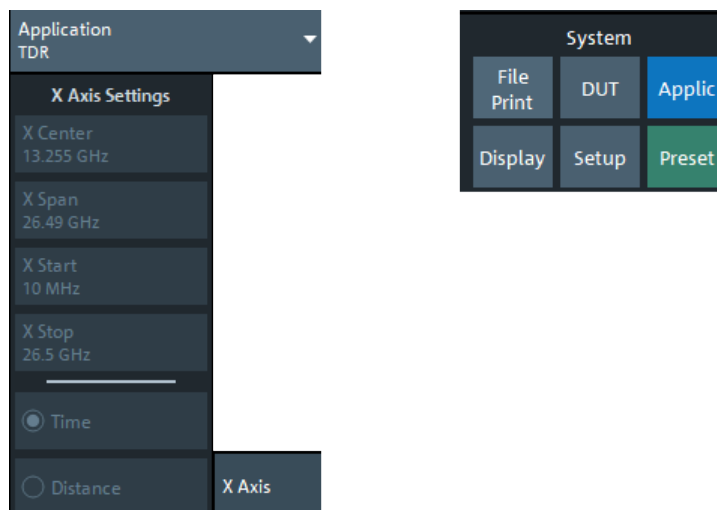 Application
TDR
X Axis Settings
X Center
13.255 GHz
X Span
26.49 GHz
X Start
10 MHz
X Stop
26.5 GHz
Time
Distance
X Axis
System
File
Print
DUT
Applic
Display
Setup
Preset